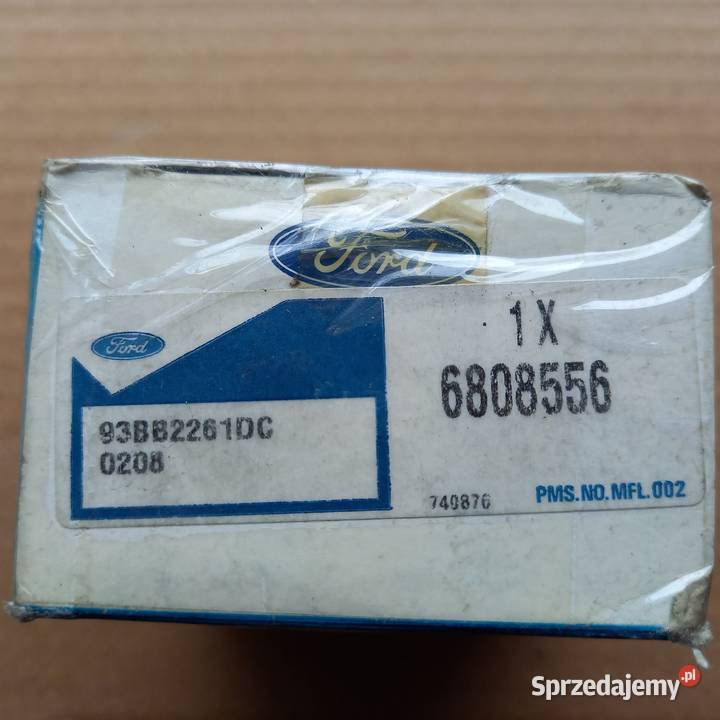 Ford
1 X
Ford
6808556
93BB2261DC
0208
740876
PMS.NO.MFL.002
Sprzedajemy.pl